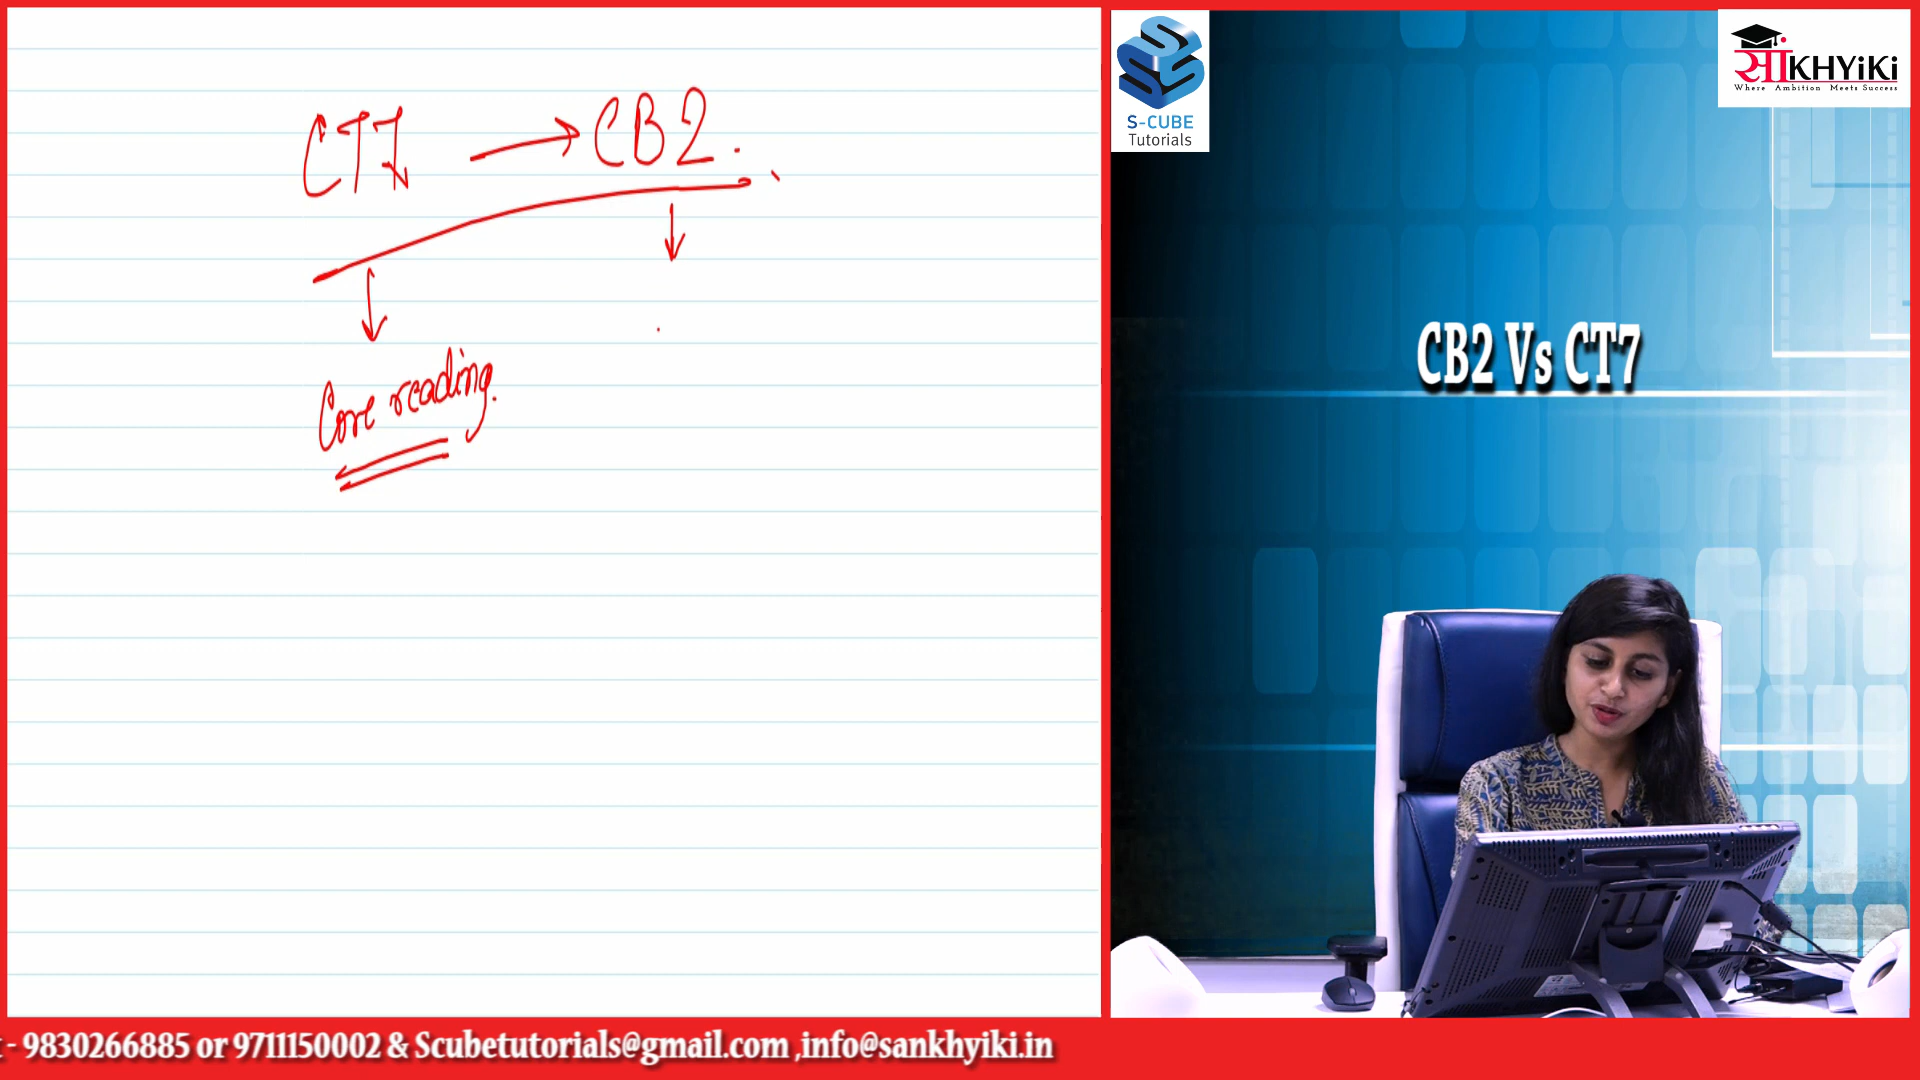 CT7 → CB2.
Core reading.
S-CUBE
Tutorials
सांKHYiKi
Where Ambition Meets Success
CB2 Vs CT7
- 9830266885 or 9711150002 & Scubetutorials@gmail.com ,info@sankhyiki.in